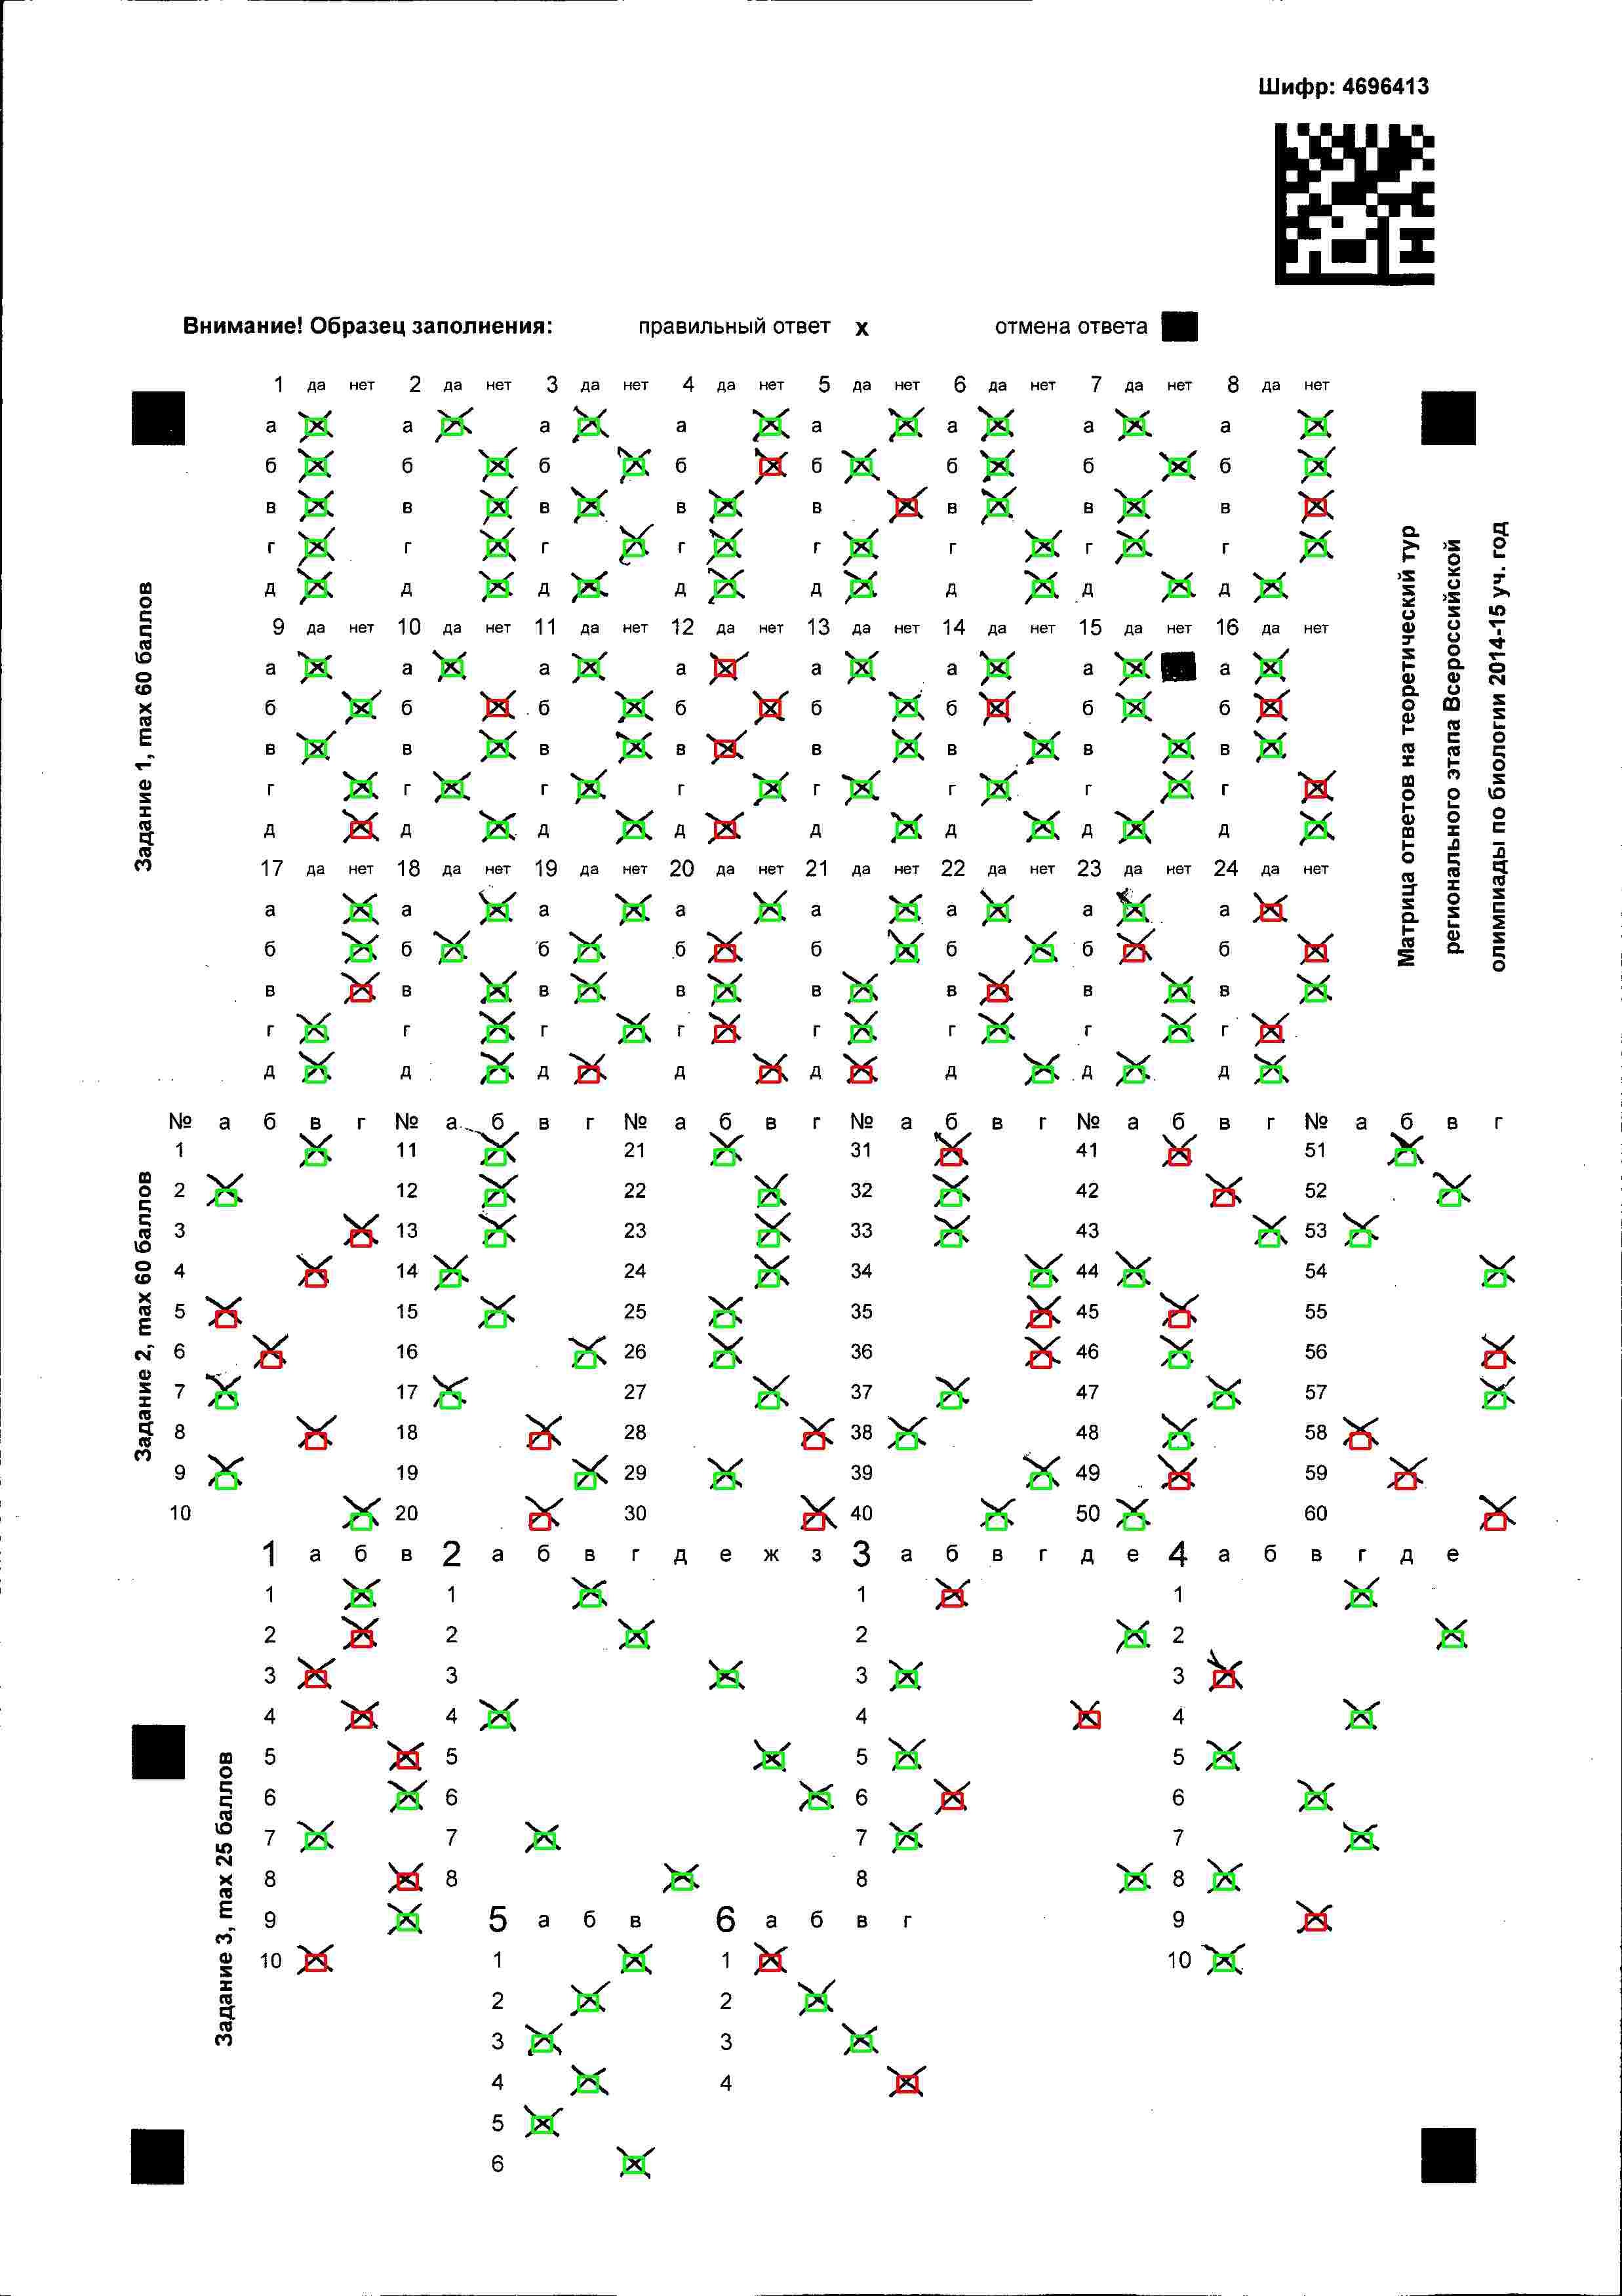 Шифр: 4696413
Внимание! Образец заполнения: правильный ответ х отмена ответа
1 да нет 2 да нет 3 да нет 4 да нет 5 да нет 6 да нет 7 да нет 8 да нет
а а а а а а а а
б б б б б б б б
в в в в в в в в
г г г г г г г г
д д д д д д д д
9 да нет 10 да нет 11 да нет 12 да нет 13 да нет 14 да нет 15 да нет 16 да нет
а а а а а а а а
б б б б б б б б
в в в в в в в в
г г г г г г г г
д д д д д д д д
17 да нет 18 да нет 19 да нет 20 да нет 21 да нет 22 да нет 23 да нет 24 да нет
а а а а а а а а
б б б б б б б б
в в в в в в в в
г г г г г г г г
д д д д д д д д
Задание 1, max 60 баллов
Матрица ответов на теоретический тур
регионального этапа Всероссийской
олимпиады по биологии 2014-15 уч. год
№ а б в г № а б в г № а б в г № а б в г № а б в г № а б в г
1 11 21 31 41 51
2 12 22 32 42 52
3 13 23 33 43 53
4 14 24 34 44 54
5 15 25 35 45 55
6 16 26 36 46 56
7 17 27 37 47 57
8 18 28 38 48 58
9 19 29 39 49 59
10 20 30 40 50 60
Задание 2, max 60 баллов
1 а б в 2 а б в г д е ж з 3 а б в г д е 4 а б в г д е
1 1 1 1
2 2 2 2
3 3 3 3
4 4 4 4
5 5 5 5
6 6 6 6
7 7 7 7
8 8 8 8
9 5 а б в 6 а б в г 9
10 1 1 10
2 2
3 3
4 4
5
6
Задание 3, max 25 баллов